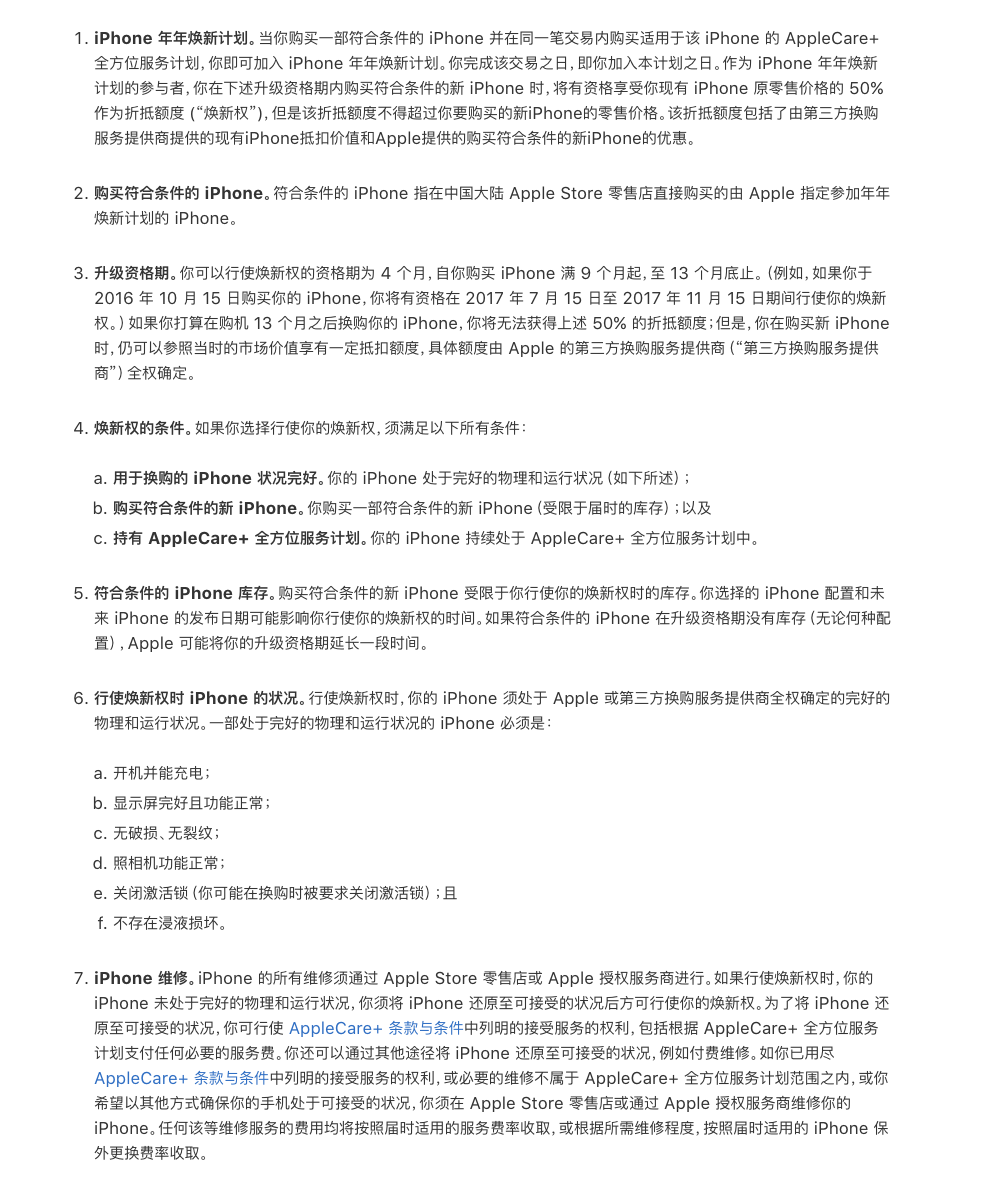 1. iPhone 年年焕新计划。当你购买一部符合条件的 iPhone 并在同一笔交易内购买适用于该 iPhone 的 AppleCare+
全方位服务计划,你即可加入 iPhone 年年焕新计划。你完成该交易之日,即你加入本计划之日。作为 iPhone 年年焕新
计划的参与者,你在下述升级资格期内购买符合条件的新 iPhone 时,将有资格享受你现有 iPhone 原零售价格的 50%
作为折抵额度 (“焕新权”),但是该折抵额度不得超过你要购买的新iPhone的零售价格。该折抵额度包括了由第三方换购
服务提供商提供的现有iPhone抵扣价值和Apple提供的购买符合条件的新iPhone的优惠。
2. 购买符合条件的 iPhone。符合条件的 iPhone 指在中国大陆 Apple Store 零售店直接购买的由 Apple 指定参加年年
焕新计划的 iPhone。
3. 升级资格期。你可以行使焕新权的资格期为 4 个月,自你购买 iPhone 满 9 个月起,至 13 个月底止。(例如,如果你于
2016 年 10 月 15 日购买你的 iPhone,你将有资格在 2017 年 7 月 15 日至 2017 年 11 月 15 日期间行使你的焕新
权。) 如果你打算在购机 13 个月之后换购你的 iPhone,你将无法获得上述 50% 的折抵额度;但是,你在购买新 iPhone
时,仍可以参照当时的市场价值享有一定抵扣额度,具体额度由 Apple 的第三方换购服务提供商 (“第三方换购服务提供
商”) 全权确定。
4. 焕新权的条件。如果你选择行使你的焕新权,须满足以下所有条件:
a. 用于换购的 iPhone 状况完好。你的 iPhone 处于完好的物理和运行状况 (如下所述) ;
b. 购买符合条件的新 iPhone。你购买一部符合条件的新 iPhone (受限于届时的库存) ;以及
c. 持有 AppleCare+ 全方位服务计划。你的 iPhone 持续处于 AppleCare+ 全方位服务计划中。
5. 符合条件的 iPhone 库存。购买符合条件的新 iPhone 受限于你行使你的焕新权时的库存。你选择的 iPhone 配置和未
来 iPhone 的发布日期可能影响你行使你的焕新权的时间。如果符合条件的 iPhone 在升级资格期没有库存 (无论何种配
置) , Apple 可能将你的升级资格期延长一段时间。
6. 行使焕新权时 iPhone 的状况。行使焕新权时,你的 iPhone 须处于 Apple 或第三方换购服务提供商全权确定的完好的
物理和运行状况。一部处于完好的物理和运行状况的 iPhone 必须是:
a. 开机并能充电;
b. 显示屏完好且功能正常;
c. 无破损、无裂纹;
d. 照相机功能正常;
e. 关闭激活锁 (你可能在换购时被要求关闭激活锁) ;且
f. 不存在浸液损坏。
7. iPhone 维修。iPhone 的所有维修须通过 Apple Store 零售店或 Apple 授权服务商进行。如果行使焕新权时,你的
iPhone 未处于完好的物理和运行状况,你须将 iPhone 还原至可接受的状况后方可行使你的焕新权。为了将 iPhone 还
原至可接受的状况,你可行使 AppleCare+ 条款与条件中列明的接受服务的权利,包括根据 AppleCare+ 全方位服务
计划支付任何必要的服务费。你还可以通过其他途径将 iPhone 还原至可接受的状况,例如付费维修。如你已用尽
AppleCare+ 条款与条件中列明的接受服务的权利,或必要的维修不属于 AppleCare+ 全方位服务计划范围之内,或你
希望以其他方式确保你的手机处于可接受的状况,你须在 Apple Store 零售店或通过 Apple 授权服务商维修你的
iPhone。任何该等维修服务的费用均将按照届时适用的服务费率收取,或根据所需维修程度,按照届时适用的 iPhone 保
外更换费率收取。